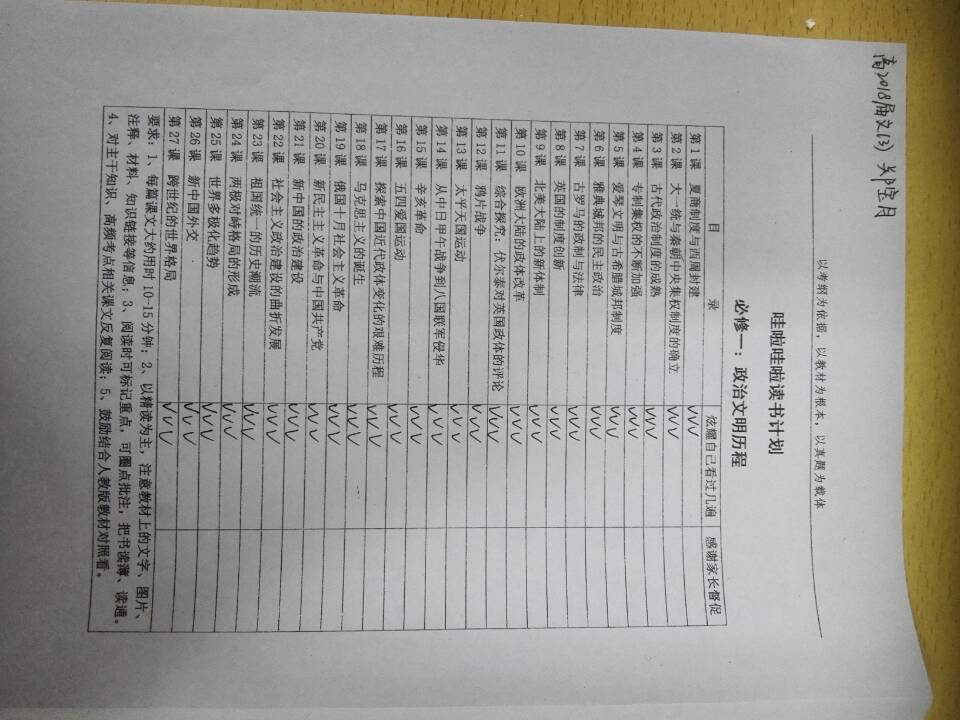 高2018届文(3)
以考纲为依据，以教材为根本，以真题为载体
哇啦哇啦读书计划
必修一：政治文明历程
目 录 炫耀自己看过几遍 感谢家长督促
第1课 夏商制度与西周封建 ✓✓✓
第2课 大一统与秦朝中央集权制度的确立 ✓✓✓
第3课 古代政治制度的成熟 ✓✓✓
第4课 专制集权的不断加强 ✓✓✓
第5课 爱琴文明与古希腊城邦制度 ✓✓✓
第6课 雅典城邦的民主政治 ✓✓✓
第7课 古罗马的政制与法律 ✓✓✓
第8课 英国的制度创新 ✓✓✓
第9课 北美大陆上的新体制 ✓✓✓
第10课 欧洲大陆的政体改革 ✓✓✓
第11课 综合探究：伏尔泰对英国政体的评论 ✓✓✓
第12课 鸦片战争 ✓✓✓
第13课 太平天国运动 ✓✓✓
第14课 从中日甲午战争到八国联军侵华 ✓✓✓
第15课 辛亥革命 ✓✓✓
第16课 五四爱国运动 ✓✓✓
第17课 探索中国近代政体变化的艰难历程 ✓✓✓
第18课 马克思主义的诞生 ✓✓✓
第19课 俄国十月社会主义革命 ✓✓✓
第20课 新民主主义革命与中国共产党 ✓✓✓
第21课 新中国的政治建设 ✓✓✓
第22课 社会主义政治建设的曲折发展 ✓✓✓
第23课 祖国统一的历史潮流 ✓✓✓
第24课 两极对峙格局的形成 ✓✓✓
第25课 世界多极化趋势 ✓✓✓
第26课 新中国外交 ✓✓✓
第27课 跨世纪的世界格局 ✓✓✓
要求：1、每篇课文大约用时10-15分钟；2、以精读为主，注意教材上的文字、图片、
注释、材料、知识链接等信息；3、阅读时可标记重点，可圈点批注，把书读薄、读通。
4、对主干知识、高频考点相关课文反复阅读；5、鼓励结合人教版教材对照看。